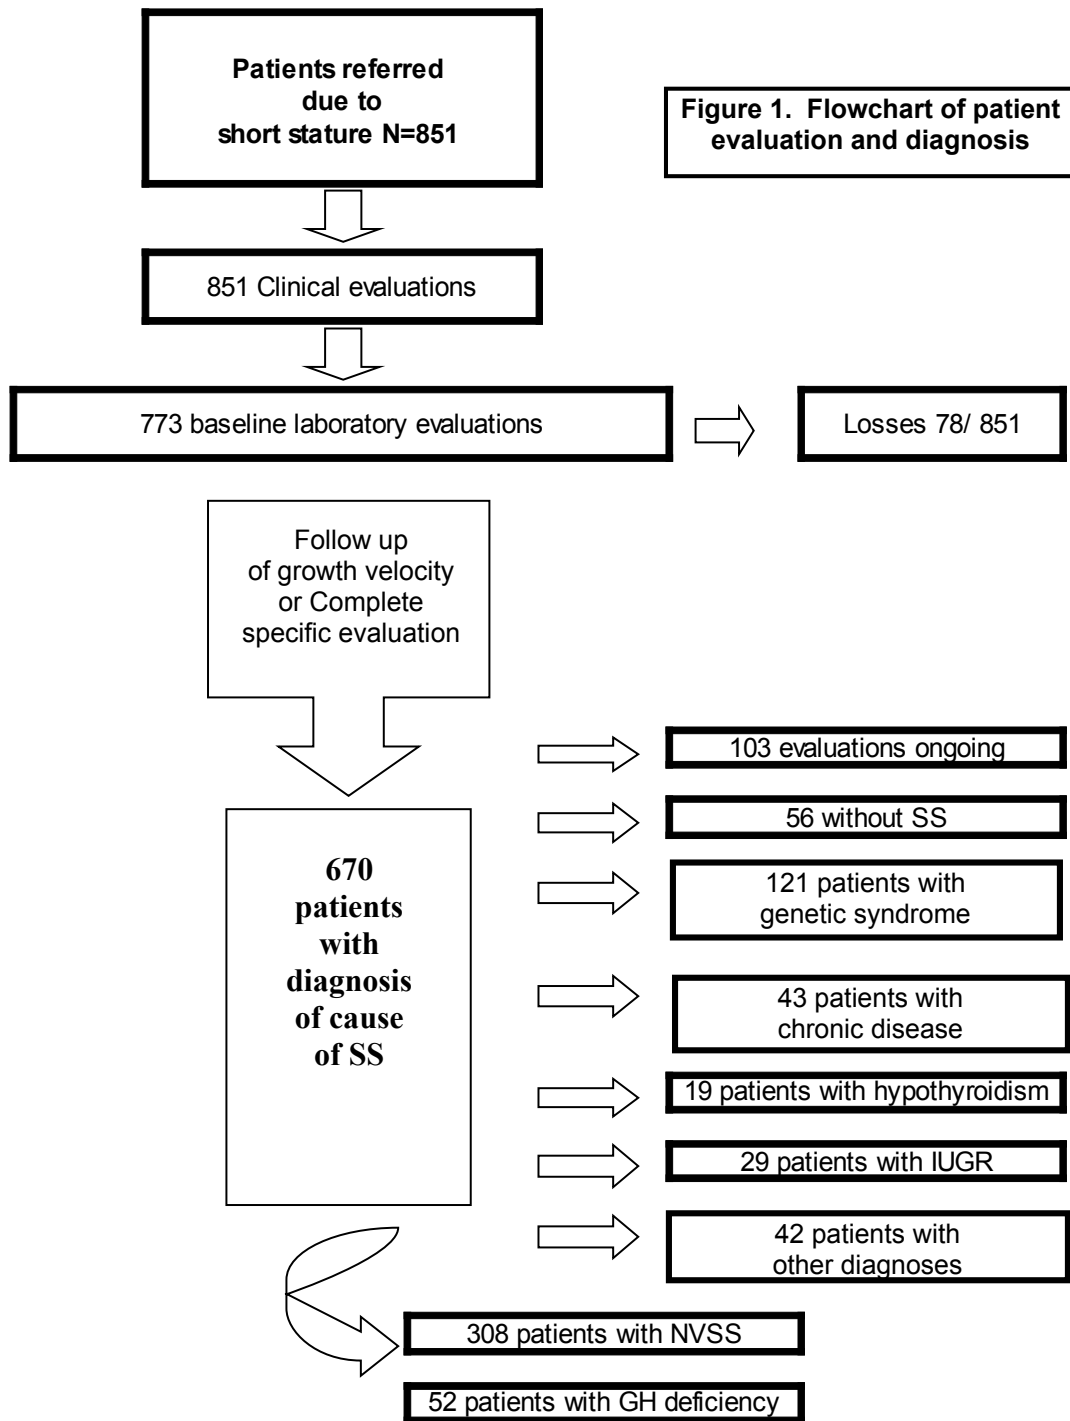 Patients referred
due to
short stature N=851
Figure 1. Flowchart of patient
evaluation and diagnosis
851 Clinical evaluations
773 baseline laboratory evaluations
Losses 78/ 851
Follow up
of growth velocity
or Complete
specific evaluation
103 evaluations ongoing
56 without SS
670
patients
with
diagnosis
of cause
of SS
121 patients with
genetic syndrome
43 patients with
chronic disease
19 patients with hypothyroidism
29 patients with IUGR
42 patients with
other diagnoses
308 patients with NVSS
52 patients with GH deficiency